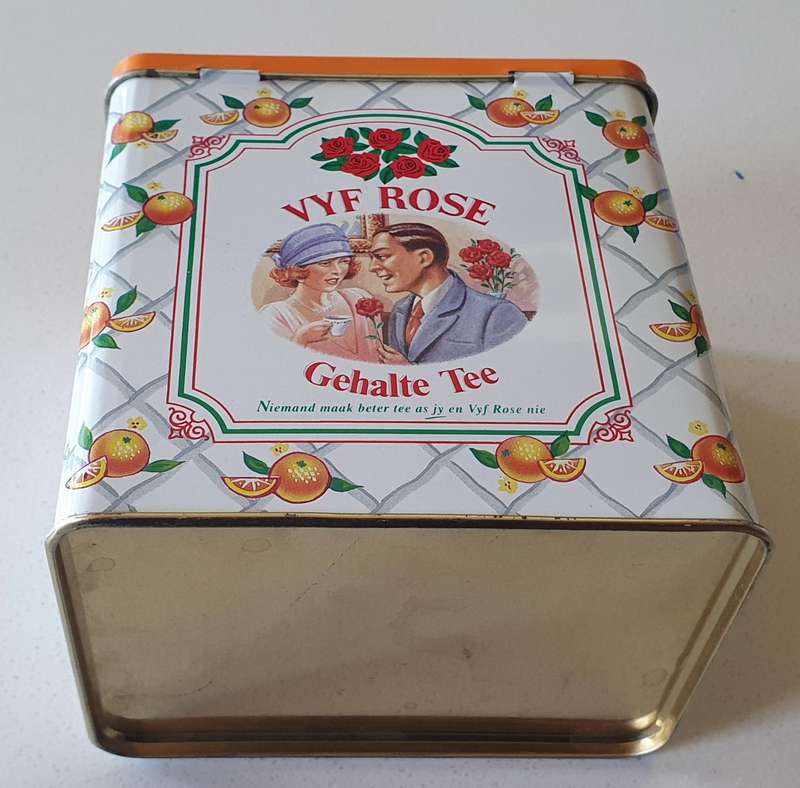 VYF ROSE
Gehalte Tee
Niemand maak beter tee as jy en Vyf Rose nie